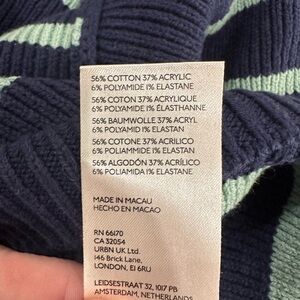 56% COTTON 37% ACRYLIC
6% POLYAMIDE 1% ELASTANE
56% COTON 37% ACRYLIQUE
6% POLYAMIDE 1% ÉLASTHANNE
56% BAUMWOLLE 37% ACRYL
6% POLYAMID 1% ELASTAN
56% COTONE 37% ACRILICO
6% POLIAMMIDE 1% ELASTAN
56% ALGODÓN 37% ACRÍLICO
6% POLIAMIDA 1% ELASTANO
MADE IN MACAU
HECHO EN MACAO
RN 66170
CA 32054
URBN UK Ltd.
146 Brick Lane,
LONDON, E1 6RU
LEIDSESTRAAT 32, 1017 PB
AMSTERDAM, NETHERLANDS